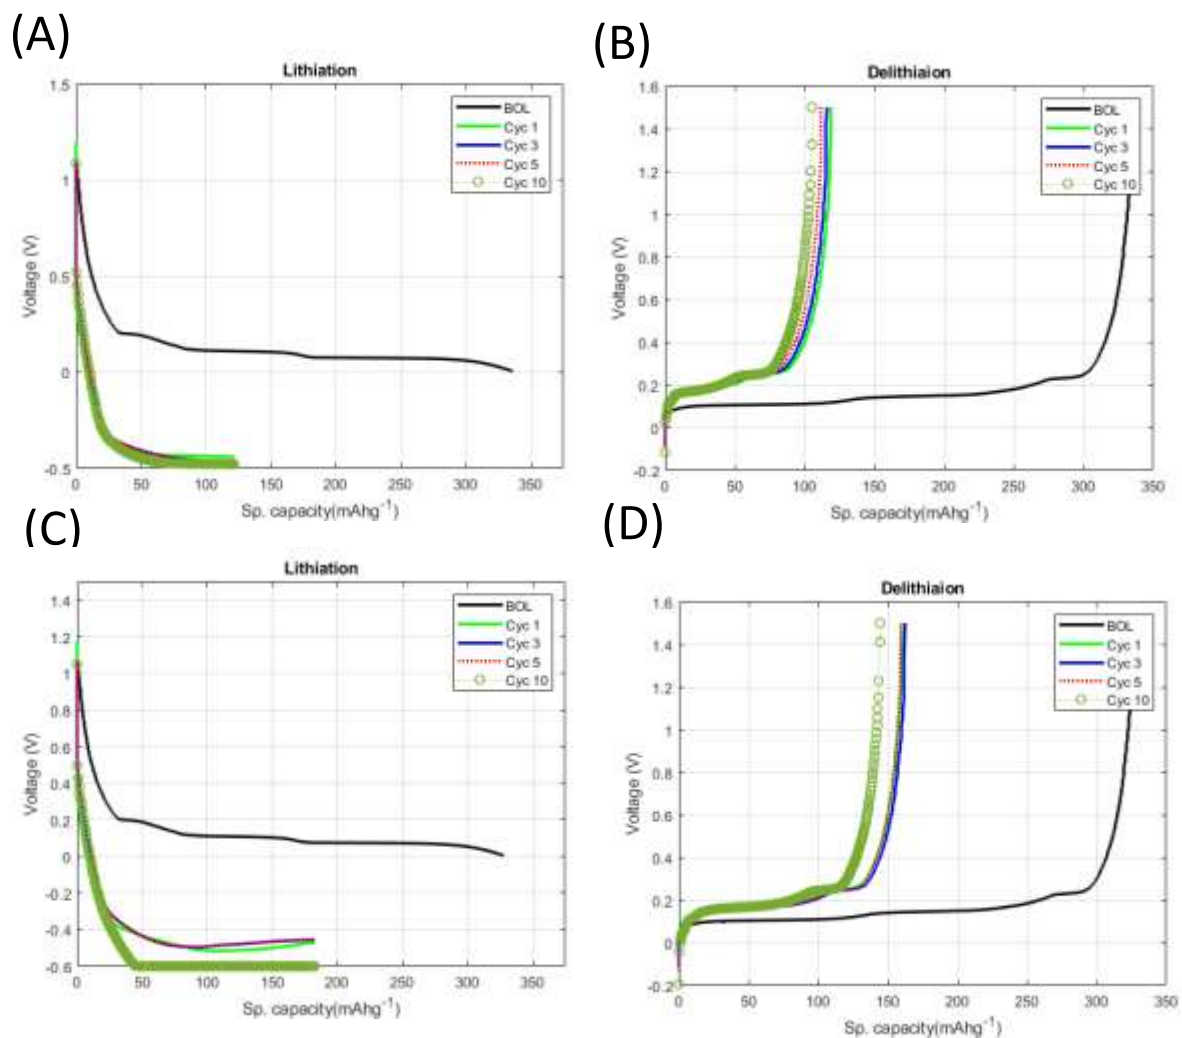 (A)
Lithiation
1.5
1
0.5
0
-0.5
Voltage (V)
BOL
Cyc 1
Cyc 3
Cyc 5
Cyc 10
0 50 100 150 200 250 300 350
Sp. capacity(mAhg-1)
(B)
Delithiaion
1.6
1.4
1.2
1
0.8
0.6
0.4
0.2
0
-0.2
Voltage (V)
BOL
Cyc 1
Cyc 3
Cyc 5
Cyc 10
0 50 100 150 200 250 300 350
Sp. capacity(mAhg-1)
(C)
Lithiation
1.4
1.2
1
0.8
0.6
0.4
0.2
0
-0.2
-0.4
-0.6
Voltage (V)
BOL
Cyc 1
Cyc 3
Cyc 5
Cyc 10
0 50 100 150 200 250 300 350
Sp. capacity(mAhg-1)
(D)
Delithiaion
1.6
1.4
1.2
1
0.8
0.6
0.4
0.2
0
-0.2
Voltage (V)
BOL
Cyc 1
Cyc 3
Cyc 5
Cyc 10
0 50 100 150 200 250 300 350
Sp. capacity(mAhg-1)